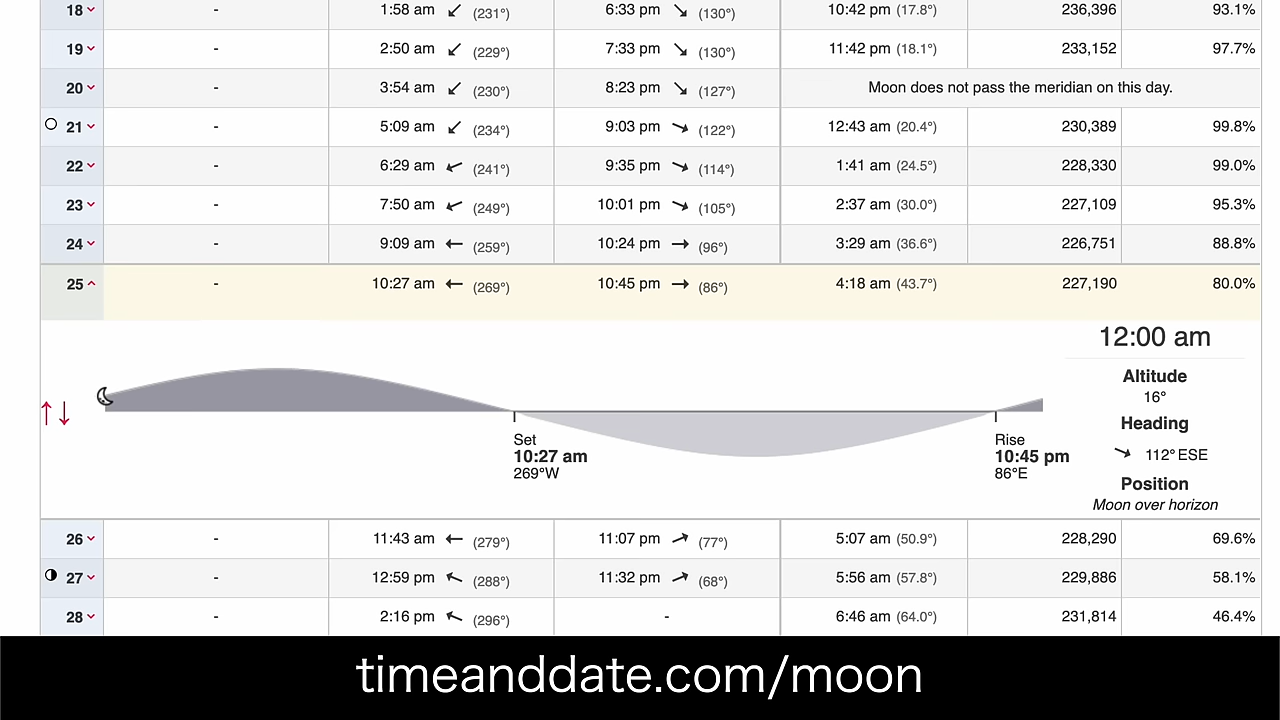 18 - 1:58 am (231°) 6:33 pm (130°) 10:42 pm (17.8°) 236,396 93.1%
19 - 2:50 am (229°) 7:33 pm (130°) 11:42 pm (18.1°) 233,152 97.7%
20 - 3:54 am (230°) 8:23 pm (127°) Moon does not pass the meridian on this day.
21 - 5:09 am (234°) 9:03 pm (122°) 12:43 am (20.4°) 230,389 99.8%
22 - 6:29 am (241°) 9:35 pm (114°) 1:41 am (24.5°) 228,330 99.0%
23 - 7:50 am (249°) 10:01 pm (105°) 2:37 am (30.0°) 227,109 95.3%
24 - 9:09 am (259°) 10:24 pm (96°) 3:29 am (36.6°) 226,751 88.8%
25 - 10:27 am (269°) 10:45 pm (86°) 4:18 am (43.7°) 227,190 80.0%
12:00 am
Altitude
16°
Heading
112° ESE
Position
Moon over horizon
Set
10:27 am
269°W
Rise
10:45 pm
86°E
26 - 11:43 am (279°) 11:07 pm (77°) 5:07 am (50.9°) 228,290 69.6%
27 - 12:59 pm (288°) 11:32 pm (68°) 5:56 am (57.8°) 229,886 58.1%
28 - 2:16 pm (296°) - 6:46 am (64.0°) 231,814 46.4%
timeanddate.com/moon